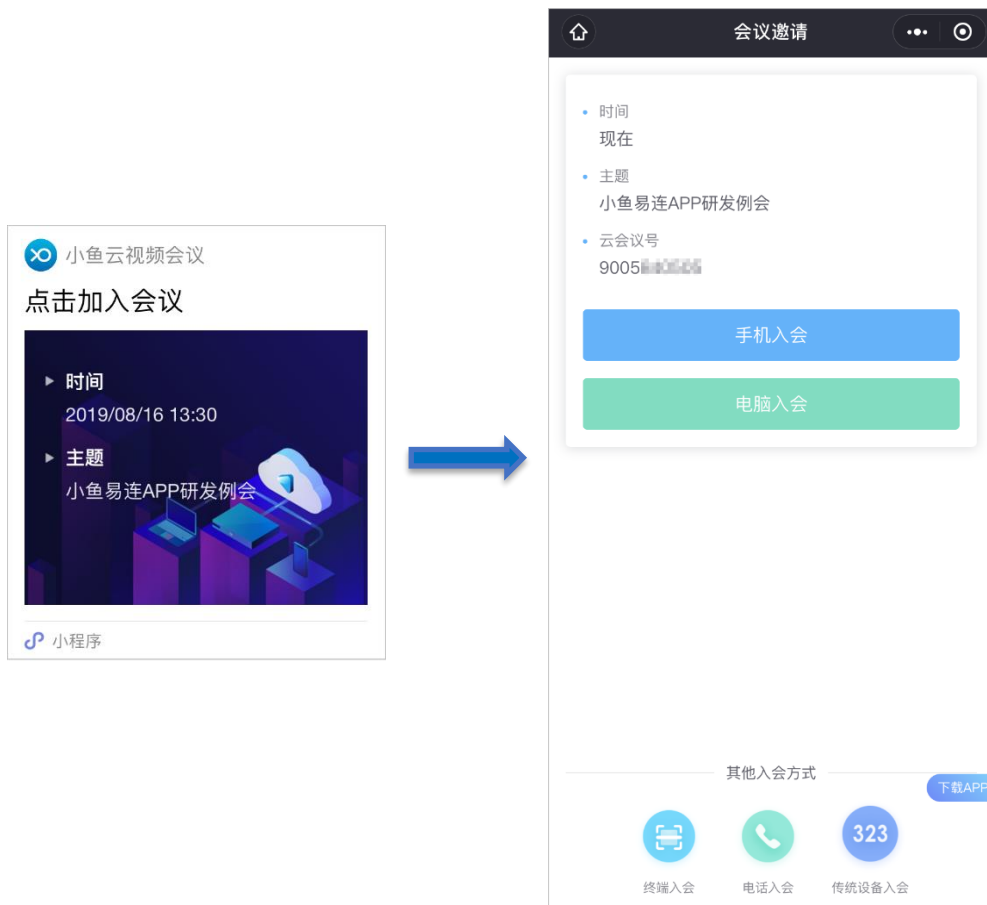 小鱼云视频会议
点击加入会议
时间
2019/08/16 13:30
主题
小鱼易连APP研发例会
小程序
会议邀请
时间
现在
主题
小鱼易连APP研发例会
云会议号
9005
手机入会
电脑入会
其他入会方式
下载APP
323
终端入会
电话入会
传统设备入会